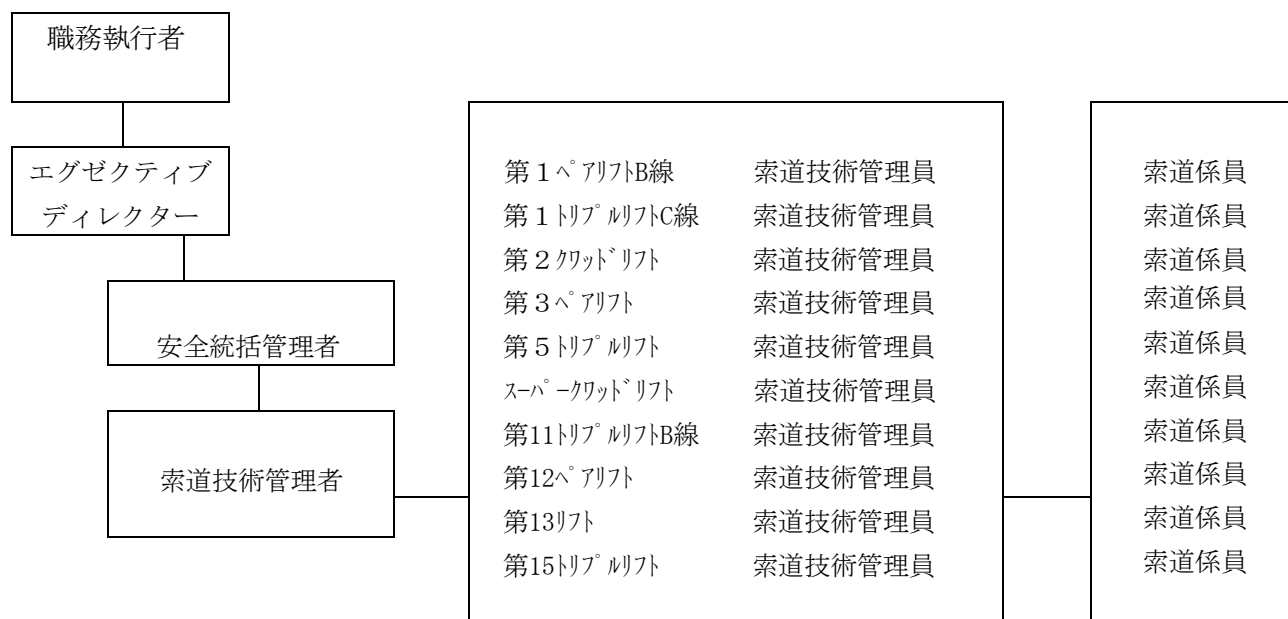 職務執行者
エグゼクティブ
ディレクター
安全統括管理者
索道技術管理者
第１ﾍﾟｱﾘﾌﾄB線 索道技術管理員 索道係員
第１ﾄﾘﾌﾟﾙﾘﾌﾄC線 索道技術管理員 索道係員
第２ｸﾜｯﾄﾞﾘﾌﾄ 索道技術管理員 索道係員
第３ﾍﾟｱﾘﾌﾄ 索道技術管理員 索道係員
第５ﾄﾘﾌﾟﾙﾘﾌﾄ 索道技術管理員 索道係員
ｽｰﾊﾟｰｸﾜｯﾄﾞﾘﾌﾄ 索道技術管理員 索道係員
第11ﾄﾘﾌﾟﾙﾘﾌﾄB線 索道技術管理員 索道係員
第12ﾍﾟｱﾘﾌﾄ 索道技術管理員 索道係員
第13ﾘﾌﾄ 索道技術管理員 索道係員
第15ﾄﾘﾌﾟﾙﾘﾌﾄ 索道技術管理員 索道係員